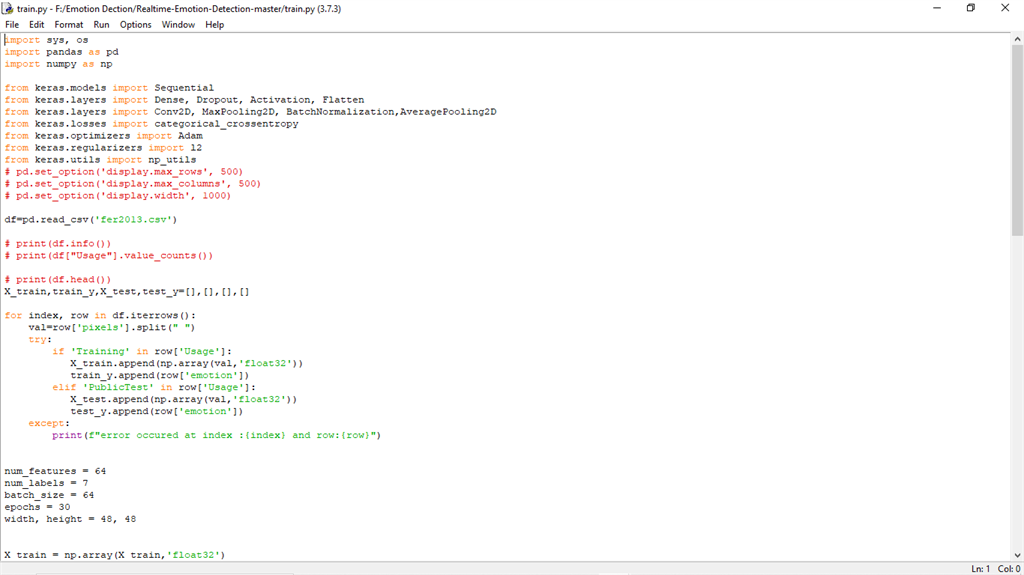 train.py - F:/Emotion Dection/Realtime-Emotion-Detection-master/train.py (3.7.3)
File Edit Format Run Options Window Help
import sys, os
import pandas as pd
import numpy as np
from keras.models import Sequential
from keras.layers import Dense, Dropout, Activation, Flatten
from keras.layers import Conv2D, MaxPooling2D, BatchNormalization,AveragePooling2D
from keras.losses import categorical_crossentropy
from keras.optimizers import Adam
from keras.regularizers import l2
from keras.utils import np_utils
# pd.set_option('display.max_rows', 500)
# pd.set_option('display.max_columns', 500)
# pd.set_option('display.width', 1000)
df=pd.read_csv('fer2013.csv')
# print(df.info())
# print(df["Usage"].value_counts())
# print(df.head())
X_train,train_y,X_test,test_y=[],[],[],[]
for index, row in df.iterrows():
    val=row['pixels'].split(" ")
    try:
        if 'Training' in row['Usage']:
           X_train.append(np.array(val,'float32'))
           train_y.append(row['emotion'])
        elif 'PublicTest' in row['Usage']:
           X_test.append(np.array(val,'float32'))
           test_y.append(row['emotion'])
    except:
        print(f"error occured at index :{index} and row:{row}")
num_features = 64
num_labels = 7
batch_size = 64
epochs = 30
width, height = 48, 48
X_train = np.array(X_train,'float32')
Ln: 1 Col: 0